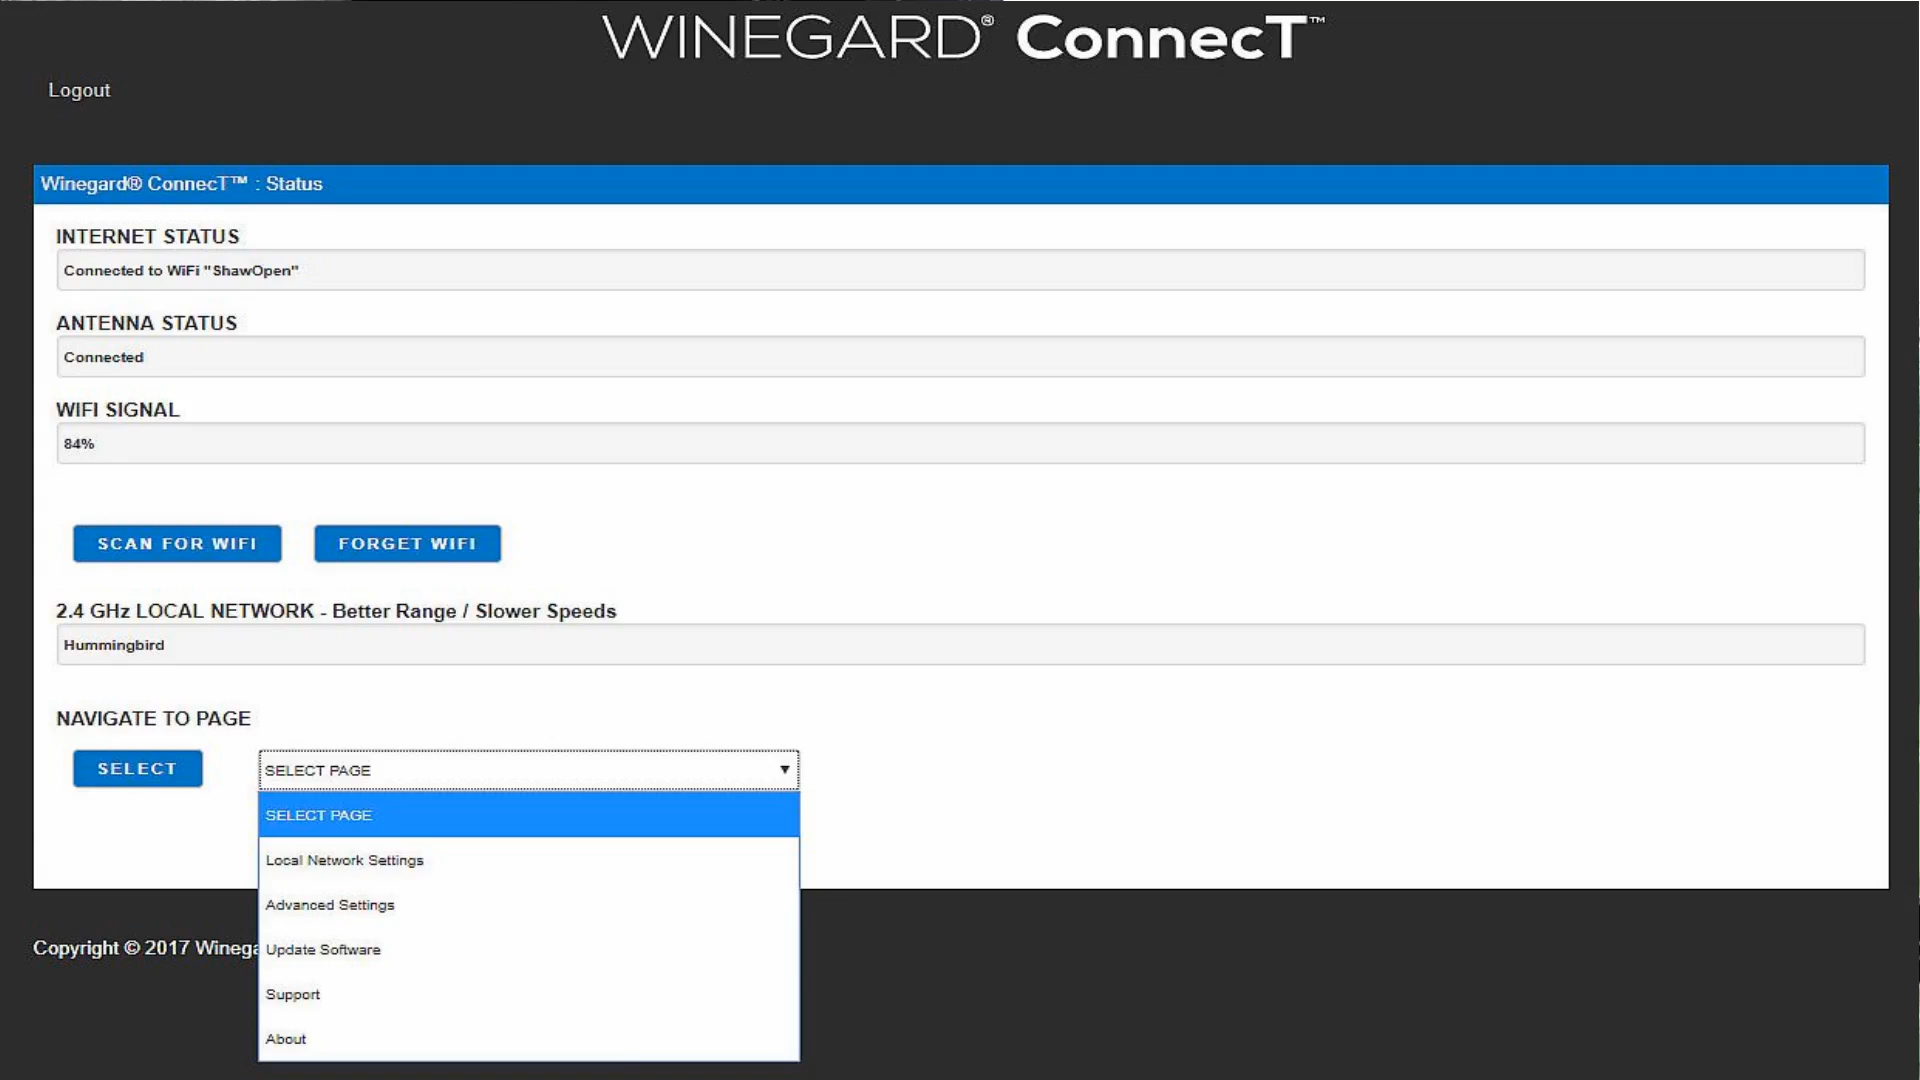 WINEGARD® ConnecT™
Logout
Winegard® ConnecT™ : Status
INTERNET STATUS
Connected to WiFi "ShawOpen"
ANTENNA STATUS
Connected
WIFI SIGNAL
84%
SCAN FOR WIFI FORGET WIFI
2.4 GHz LOCAL NETWORK - Better Range / Slower Speeds
Hummingbird
NAVIGATE TO PAGE
SELECT SELECT PAGE ▼
SELECT PAGE
Local Network Settings
Advanced Settings
Copyright © 2017
Update Software
Support
About